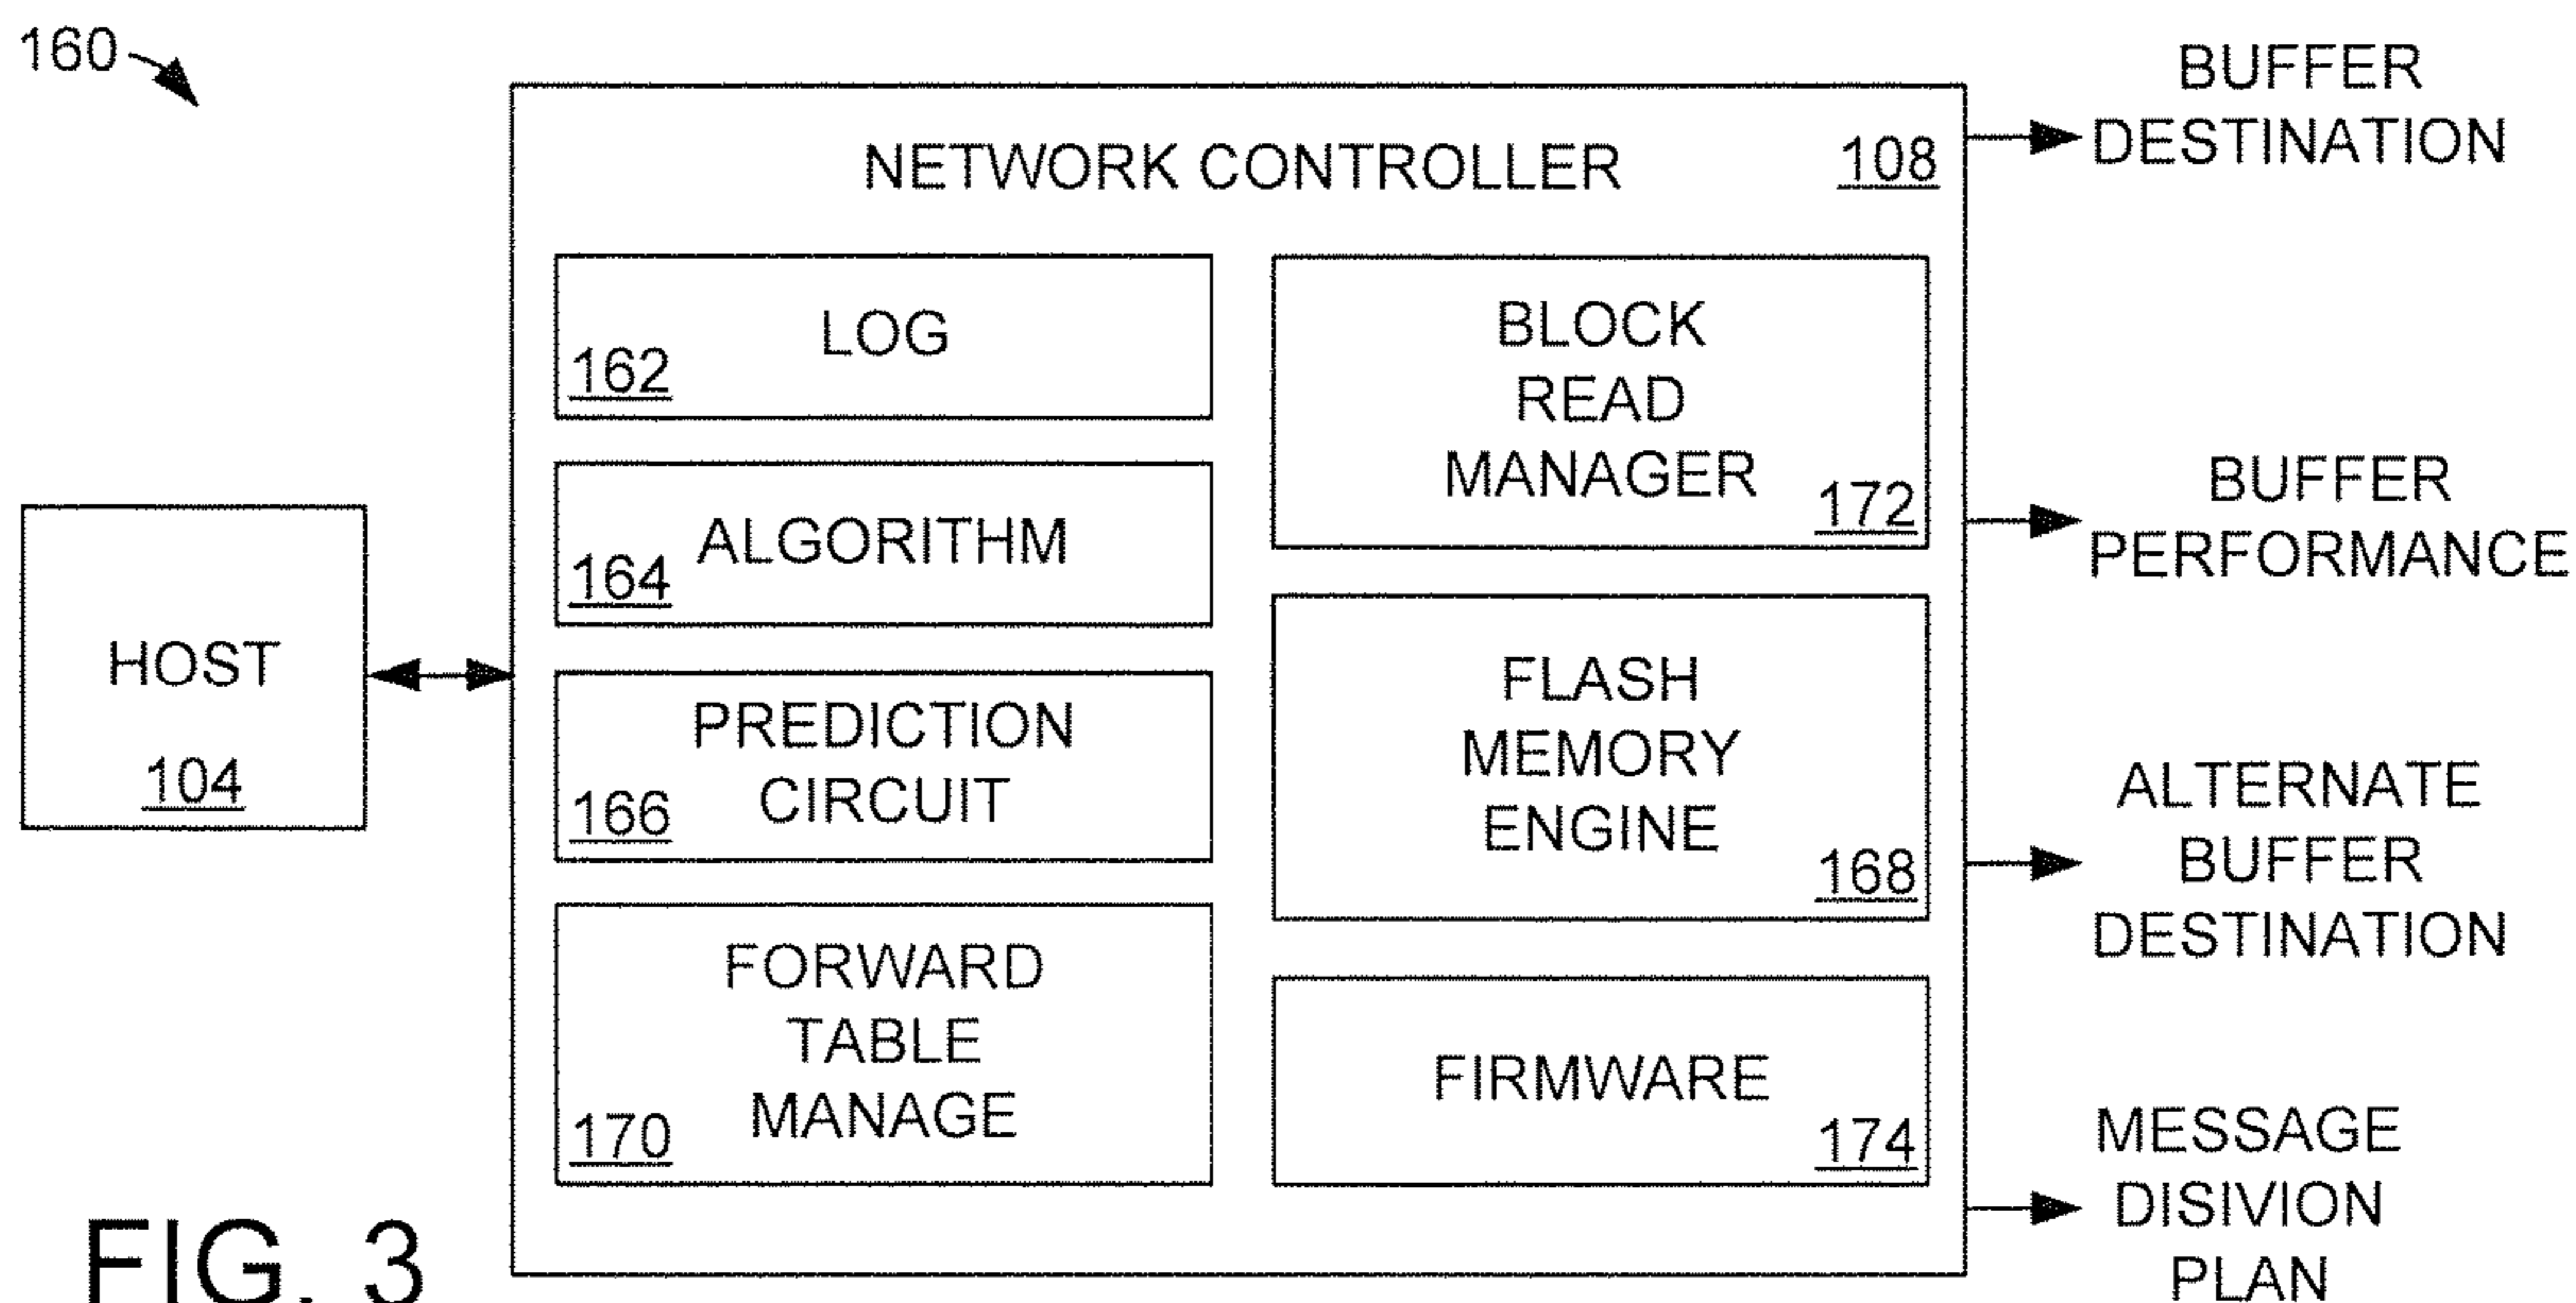 160
NETWORK CONTROLLER
108
LOG
162
ALGORITHM
164
PREDICTION
CIRCUIT
166
FORWARD
TABLE
MANAGE
170
BLOCK
READ
MANAGER
172
FLASH
MEMORY
ENGINE
168
FIRMWARE
174
HOST
104
BUFFER
DESTINATION
BUFFER
PERFORMANCE
ALTERNATE
BUFFER
DESTINATION
MESSAGE
DISIVION
PLAN
FIG. 3